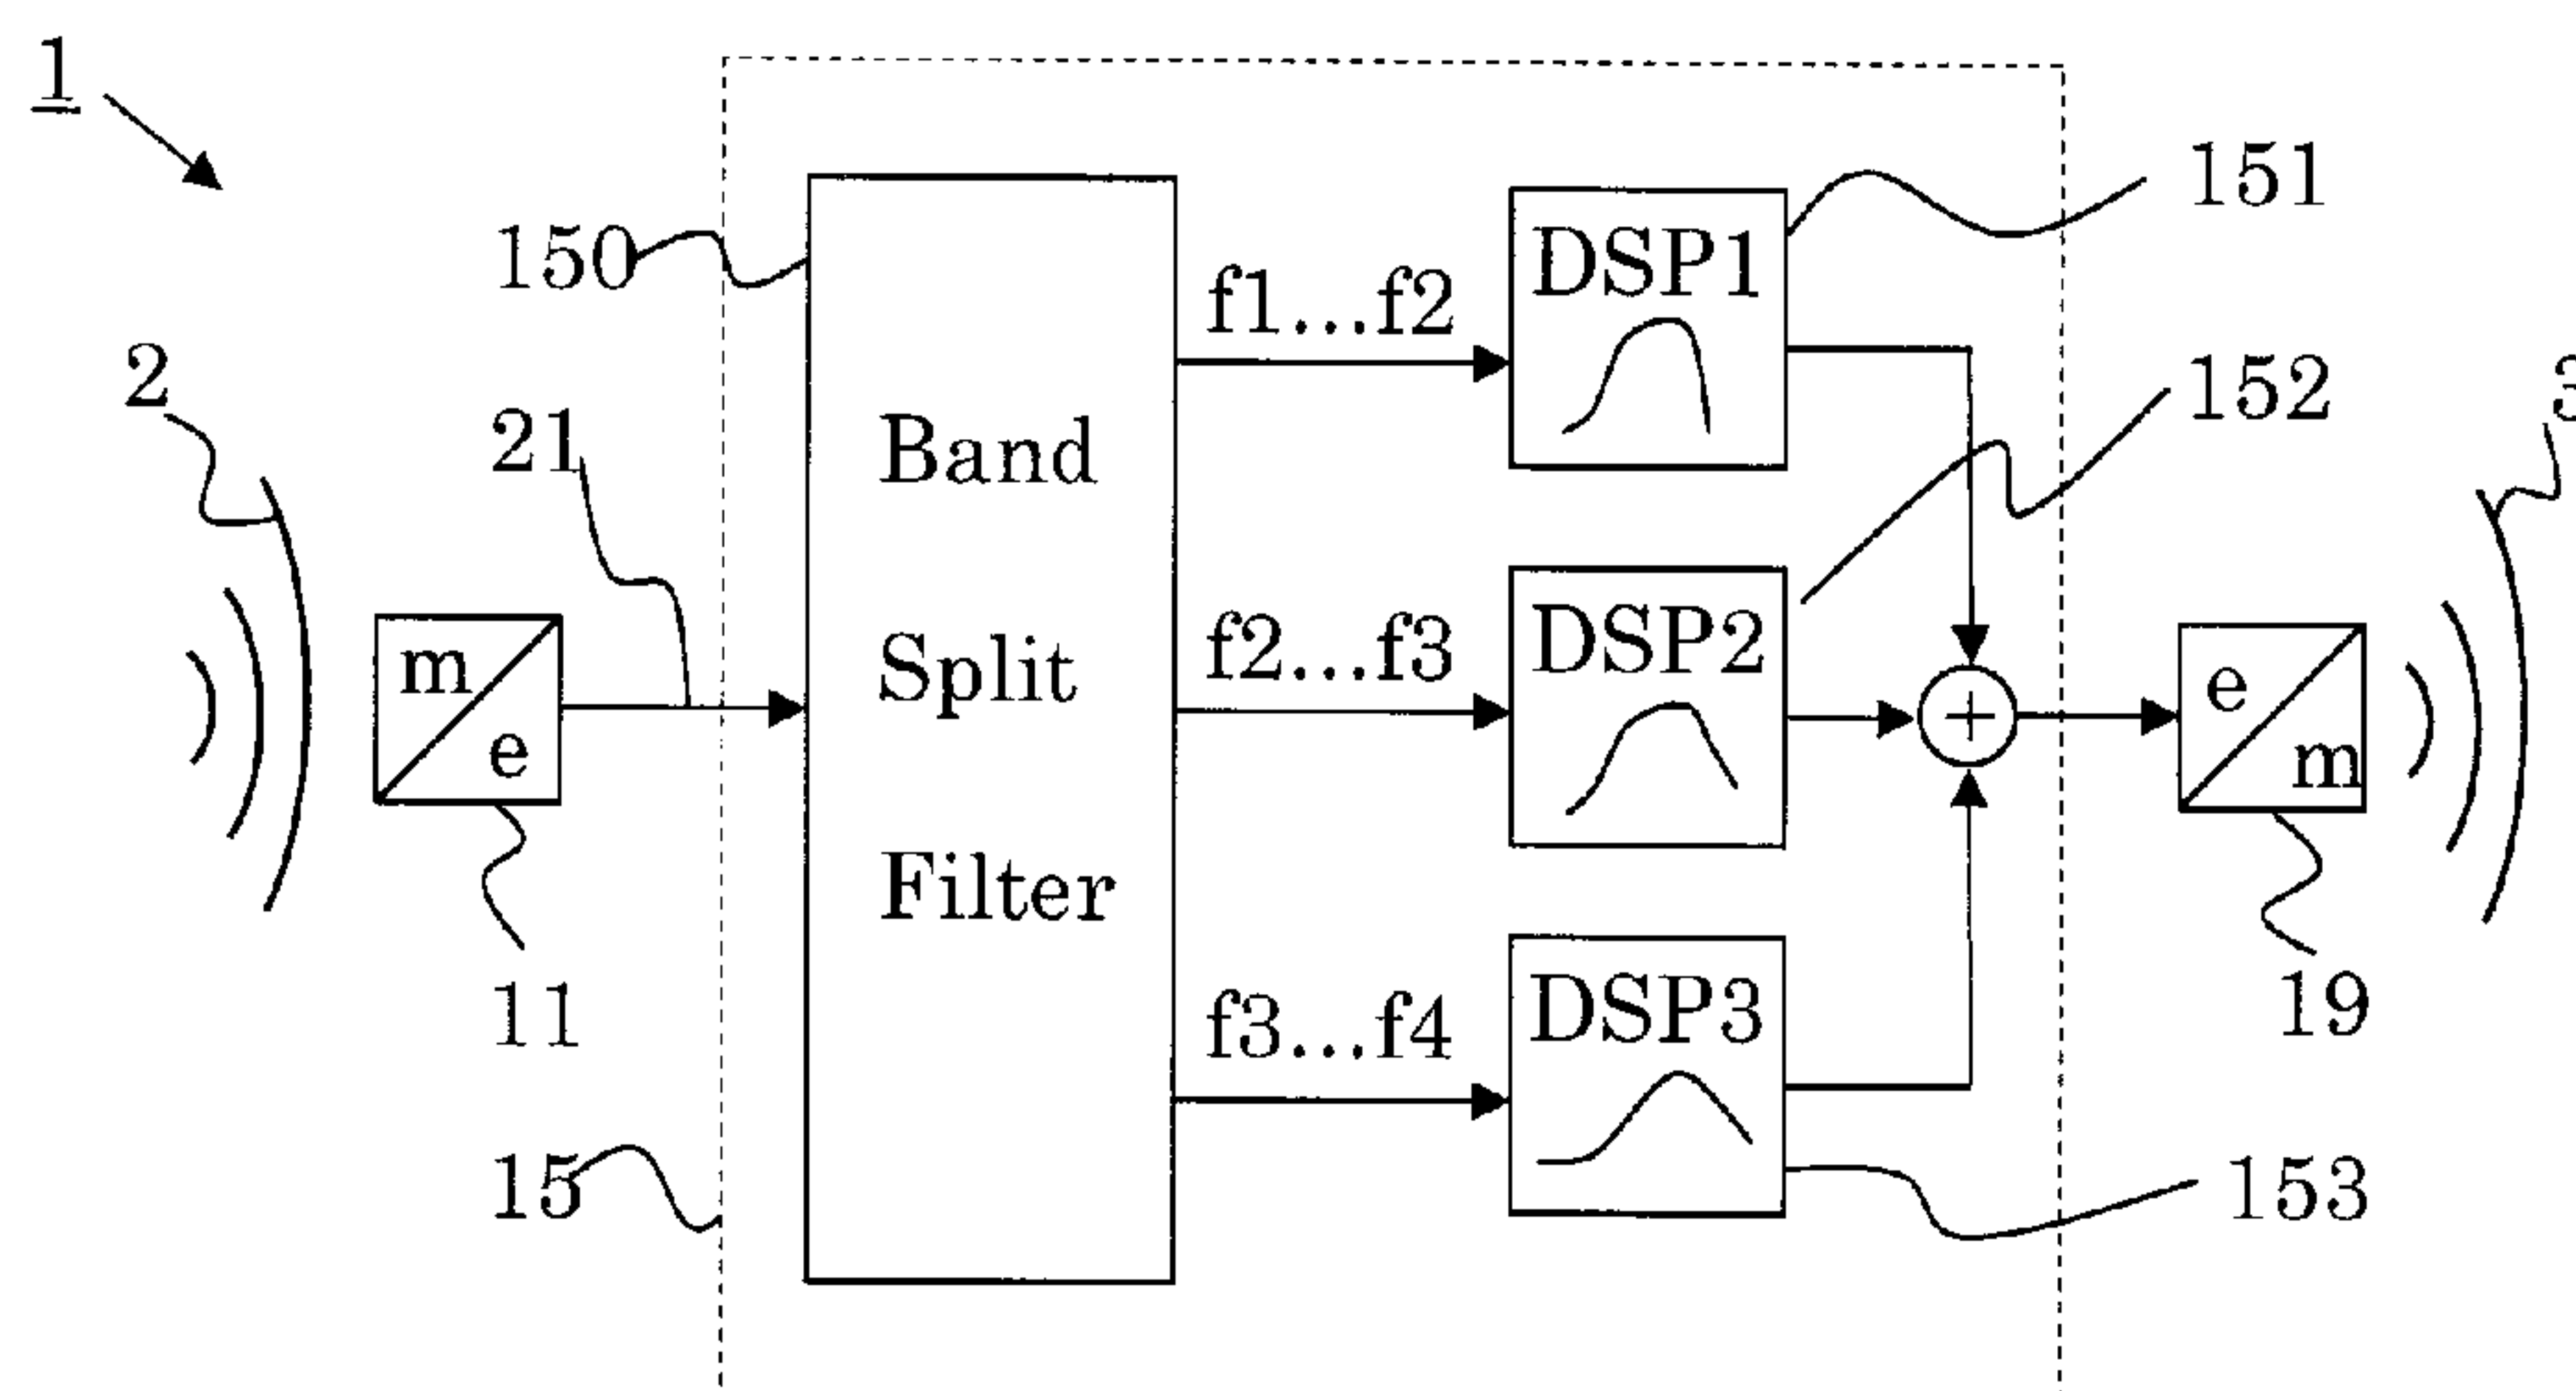 1
151
150
DSP1
f1...f2
2
3
152
21
Band
Split
Filter
f2...f3
DSP2
m
e
+
e
m
11
f3...f4
DSP3
19
15
153